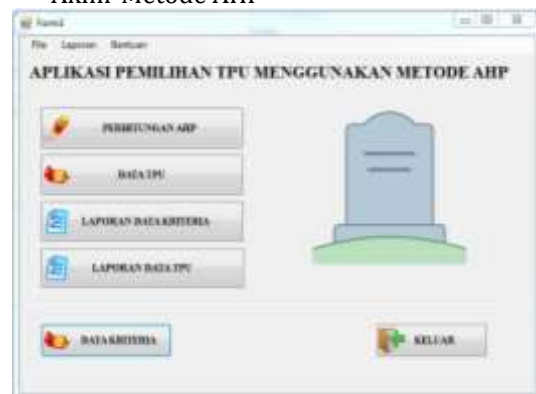 Akhir Metode AHP
Form1
File Laporan Bantuan
APLIKASI PEMILIHAN TPU MENGGUNAKAN METODE AHP
PERHITUNGAN AHP
DATA TPU
LAPORAN DATA KRITERIA
LAPORAN DATA TPU
DATA KRITERIA
KELUAR